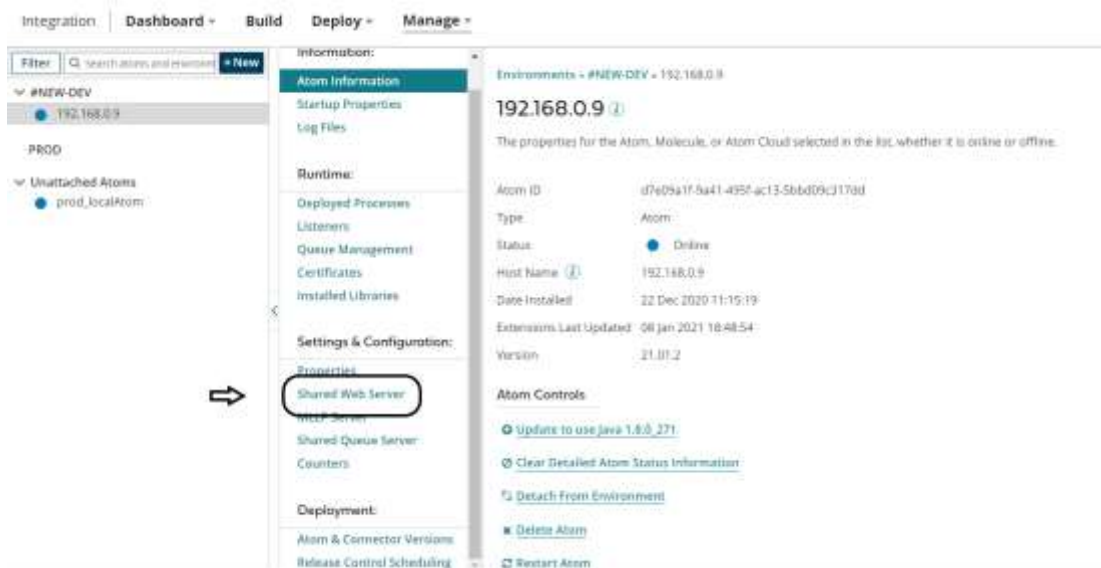 Integration Dashboard Build Deploy Manage
Filter search atoms and environm + New
#NEW-DEV
192.168.0.9
PROD
Unattached Atoms
prod_localAtom
Information:
Atom Information
Startup Properties
Log Files
Runtime:
Deployed Processes
Listeners
Queue Management
Certificates
Installed Libraries
Settings & Configuration:
Properties
Shared Web Server
MLLP Server
Shared Queue Server
Counters
Deployment:
Atom & Connector Versions
Release Control Scheduling
Environments » #NEW-DEV » 192.168.0.9
192.168.0.9
The properties for the Atom, Molecule, or Atom Cloud selected in the list, whether it is online or offline.
Atom ID
Type Atom
Status Online
Host Name 192.168.0.9
Date Installed 22 Dec 2020 11:15:19
Extensions Last Updated 08 Jan 2021 18:48:54
Version 21.01.2
Atom Controls
Update to use Java 1.8.0_271
Clear Detailed Atom Status Information
Detach From Environment
Delete Atom
Restart Atom